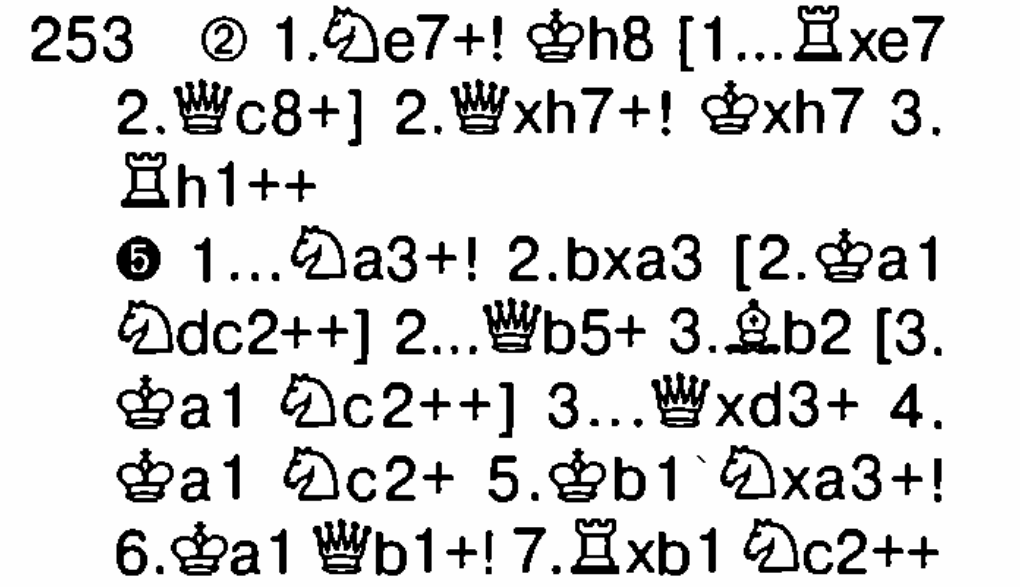 253 ② 1.♘e7+! ♔h8 [1...♖xe7
2.♕c8+] 2.♕xh7+! ♔xh7 3.
♖h1++
❺ 1...♘a3+! 2.bxa3 [2.♔a1
♘dc2++] 2...♕b5+ 3.♗b2 [3.
♔a1 ♘c2++] 3...♕xd3+ 4.
♔a1 ♘c2+ 5.♔b1 ♘xa3+!
6.♔a1 ♕b1+! 7.♖xb1 ♘c2++